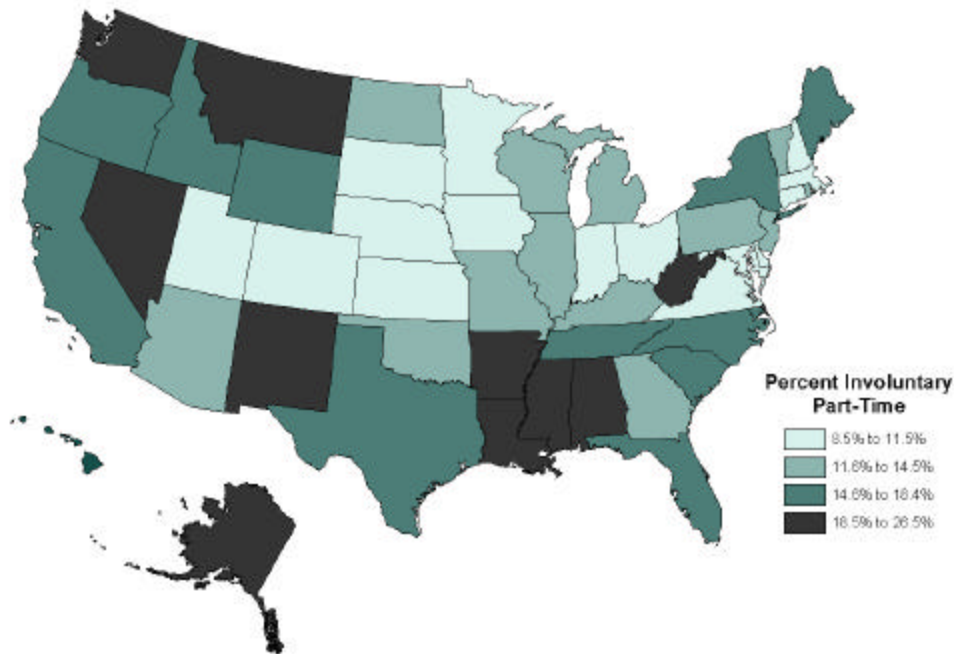 Percent Involuntary
Part-Time
8.5% to 11.5%
11.6% to 14.5%
14.6% to 18.4%
18.5% to 26.5%